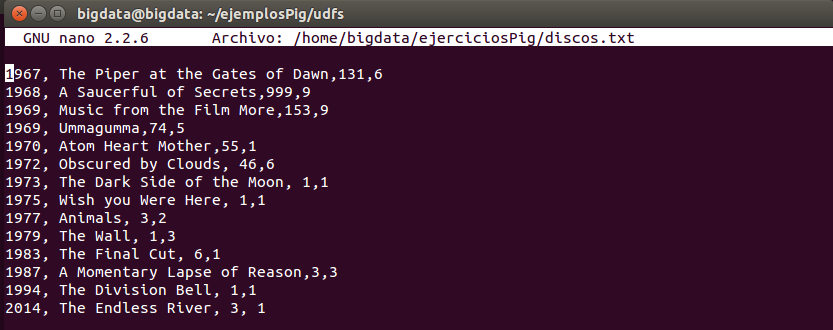 bigdata@bigdata: ~/ejemplosPig/udfs
GNU nano 2.2.6 Archivo: /home/bigdata/ejerciciosPig/discos.txt
1967, The Piper at the Gates of Dawn,131,6
1968, A Saucerful of Secrets,999,9
1969, Music from the Film More,153,9
1969, Ummagumma,74,5
1970, Atom Heart Mother,55,1
1972, Obscured by Clouds, 46,6
1973, The Dark Side of the Moon, 1,1
1975, Wish you Were Here, 1,1
1977, Animals, 3,2
1979, The Wall, 1,3
1983, The Final Cut, 6,1
1987, A Momentary Lapse of Reason,3,3
1994, The Division Bell, 1,1
2014, The Endless River, 3, 1